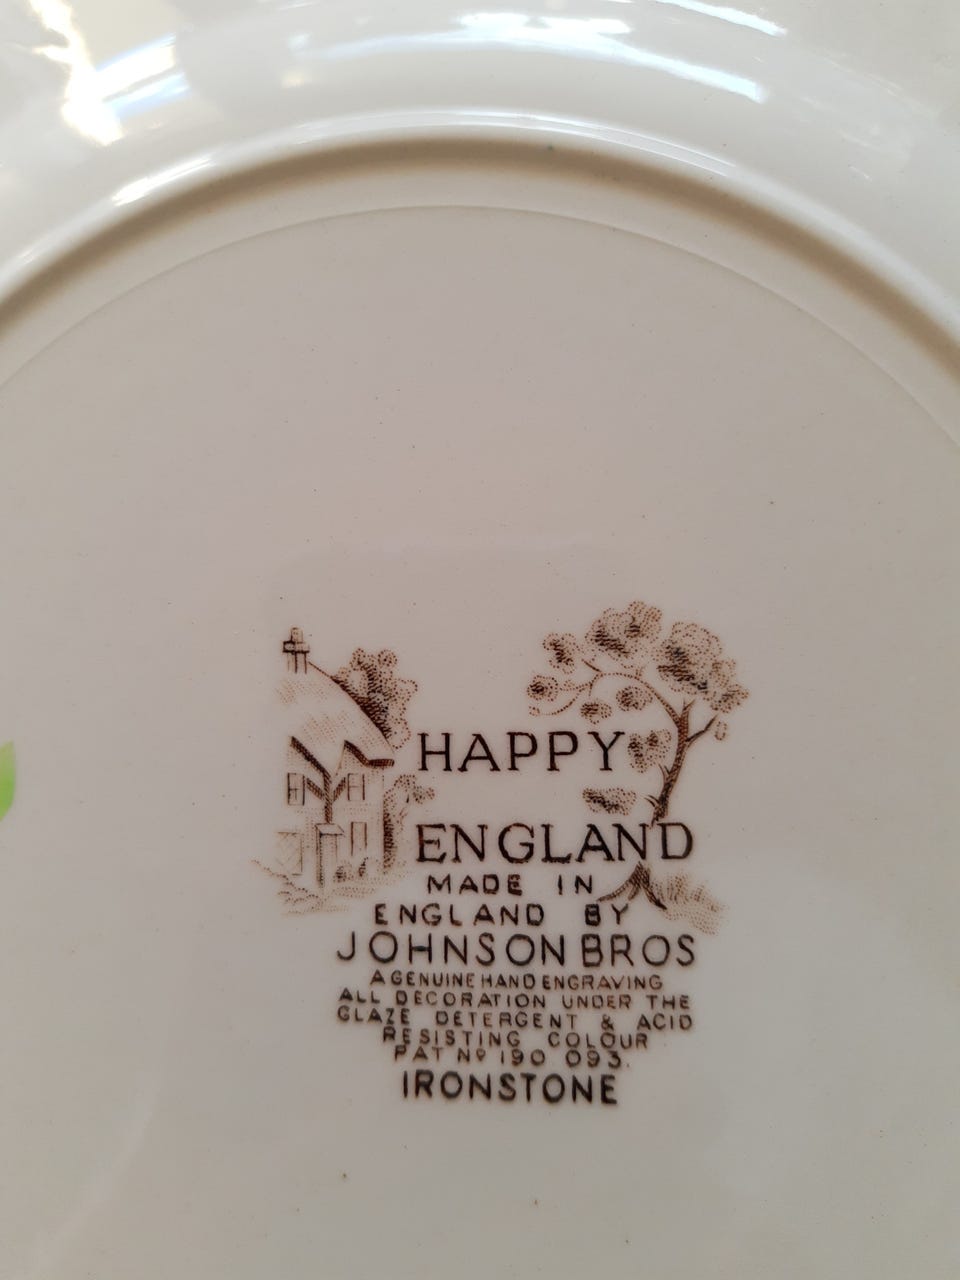 HAPPY
ENGLAND
MADE IN
ENGLAND BY
JOHNSON BROS
A GENUINE HAND ENGRAVING
ALL DECORATION UNDER THE
GLAZE DETERGENT & ACID
RESISTING COLOUR
PAT Nº 190 093.
IRONSTONE